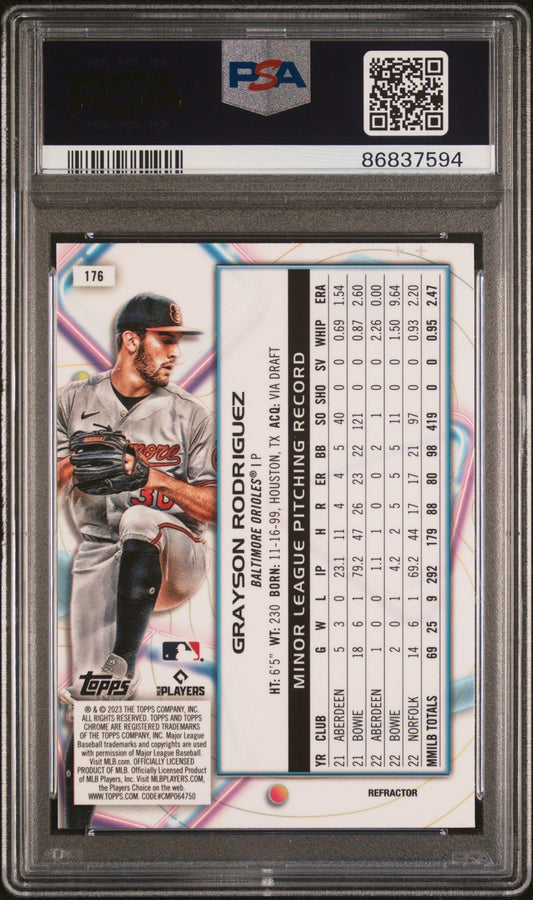 PSA
86837594
176
GRAYSON RODRIGUEZ
BALTIMORE ORIOLES® | P
HT: 6'5" WT: 230 BORN: 11-16-99, HOUSTON, TX ACQ: VIA DRAFT
MINOR LEAGUE PITCHING RECORD
YR CLUB G W L IP H R ER BB SO SHO SV WHIP ERA
21 ABERDEEN 5 3 0 23.1 11 4 4 5 40 0 0 0.69 1.54
21 BOWIE 18 6 1 79.2 47 26 23 22 121 0 0 0.87 2.60
22 ABERDEEN 1 0 0 1.1 1 0 0 2 1 0 0 2.26 0.00
22 BOWIE 2 0 1 4.2 2 5 5 5 11 0 0 1.50 9.64
22 NORFOLK 14 6 1 69.2 44 17 17 21 97 0 0 0.93 2.20
MMILB TOTALS 69 25 9 292 179 88 80 98 419 0 0 0.95 2.47
more
30
topps
MLB PLAYERS
® & © 2023 THE TOPPS COMPANY, INC.
ALL RIGHTS RESERVED. TOPPS AND TOPPS
CHROME ARE REGISTERED TRADEMARKS
OF THE TOPPS COMPANY, INC. Major League
Baseball trademarks and copyrights are used
with permission of Major League Baseball.
Visit MLB.com. OFFICIALLY LICENSED
PRODUCT OF MLB. Officially Licensed Product
of MLB Players, Inc. Visit MLBPLAYERS.COM,
the Players Choice on the web.
WWW.TOPPS.COM CODE#CMP064750
REFRACTOR
PSA